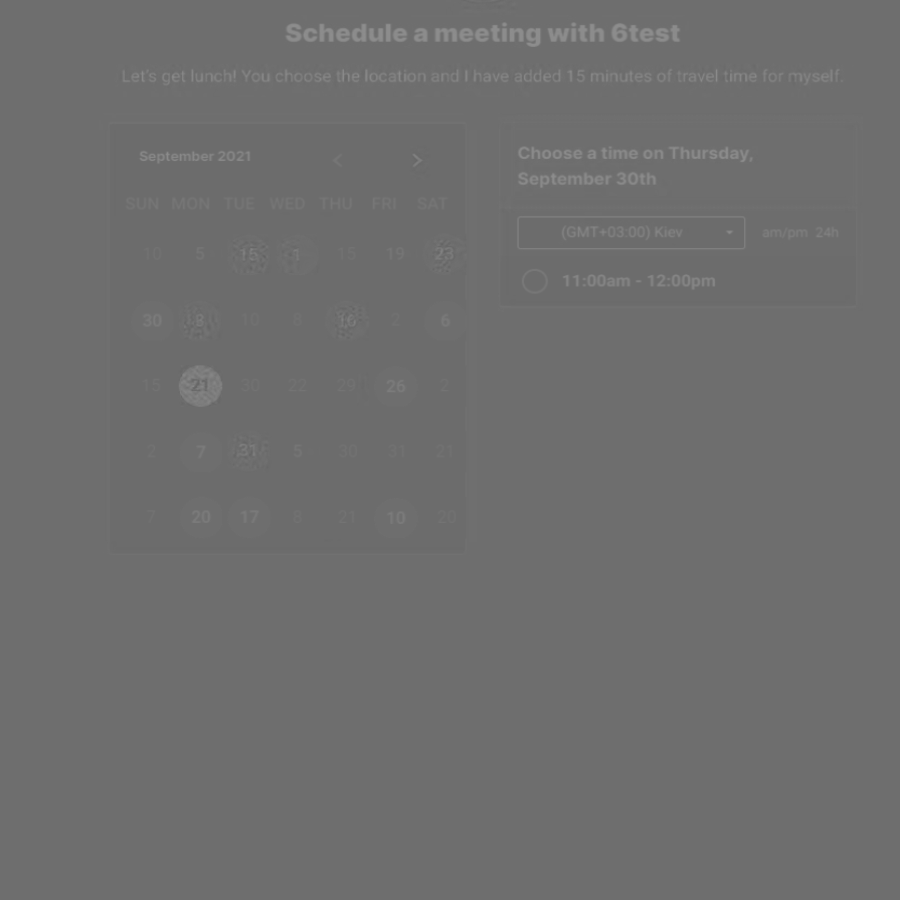 Schedule a meeting with 6test
Let's get lunch! You choose the location and I have added 15 minutes of travel time for myself.
September 2021 < >
SUN MON TUE WED THU FRI SAT
10 5 15 15 19 23
30 10 8 16 2 6
15 21 30 22 29 26 2
2 7 31 5 30 31 21
7 20 17 8 21 10 20
Choose a time on Thursday,
September 30th
(GMT+03:00) Kiev am/pm 24h
11:00am - 12:00pm